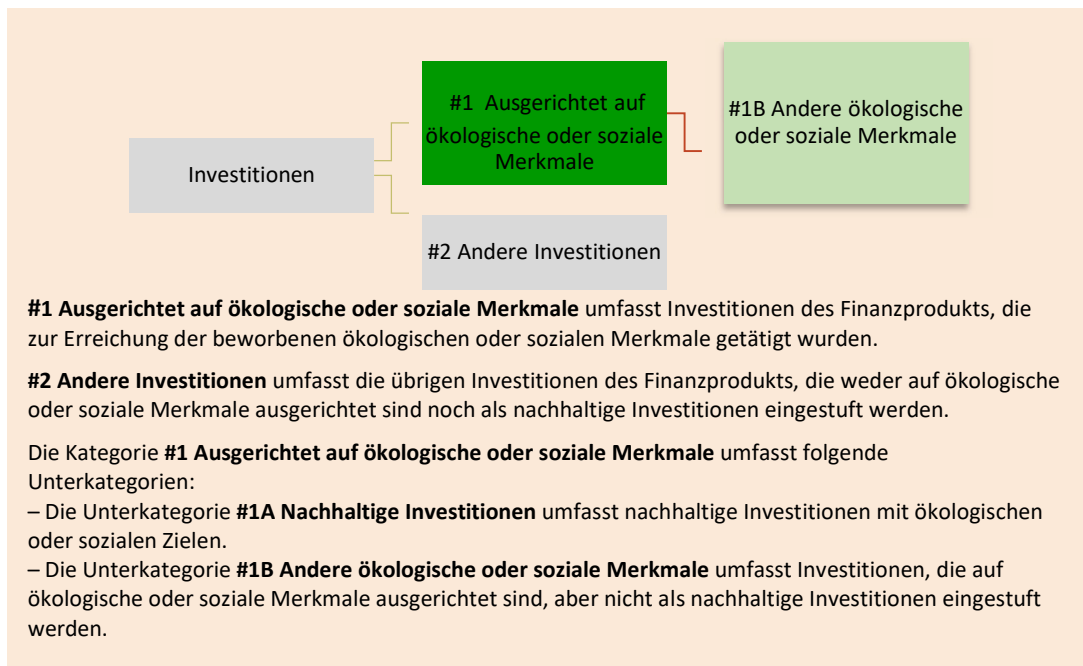 #1 Ausgerichtet auf
ökologische oder soziale
Merkmale
#1B Andere ökologische
oder soziale Merkmale
Investitionen
#2 Andere Investitionen
#1 Ausgerichtet auf ökologische oder soziale Merkmale umfasst Investitionen des Finanzprodukts, die
zur Erreichung der beworbenen ökologischen oder sozialen Merkmale getätigt wurden.
#2 Andere Investitionen umfasst die übrigen Investitionen des Finanzprodukts, die weder auf ökologische
oder soziale Merkmale ausgerichtet sind noch als nachhaltige Investitionen eingestuft werden.
Die Kategorie #1 Ausgerichtet auf ökologische oder soziale Merkmale umfasst folgende
Unterkategorien:
– Die Unterkategorie #1A Nachhaltige Investitionen umfasst nachhaltige Investitionen mit ökologischen
oder sozialen Zielen.
– Die Unterkategorie #1B Andere ökologische oder soziale Merkmale umfasst Investitionen, die auf
ökologische oder soziale Merkmale ausgerichtet sind, aber nicht als nachhaltige Investitionen eingestuft
werden.